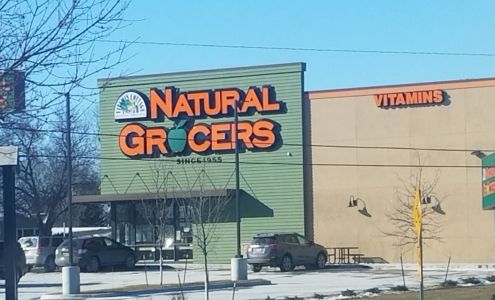 NATURAL
GROCERS
SINCE 1955
VITAMINS